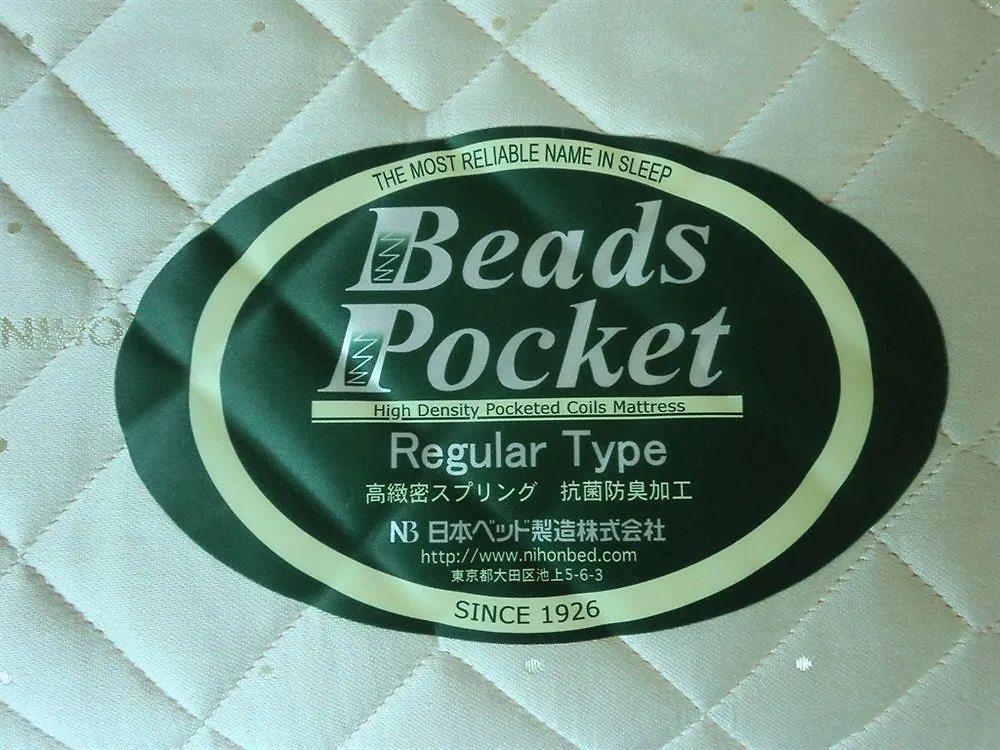 THE MOST RELIABLE NAME IN SLEEP
Beads
Pocket
High Density Pocketed Coils Mattress
Regular Type
高緻密スプリング 抗菌防臭加工
NB 日本ベッド製造株式会社
http://www.nihonbed.com
東京都大田区池上5-6-3
SINCE 1926
NIHON